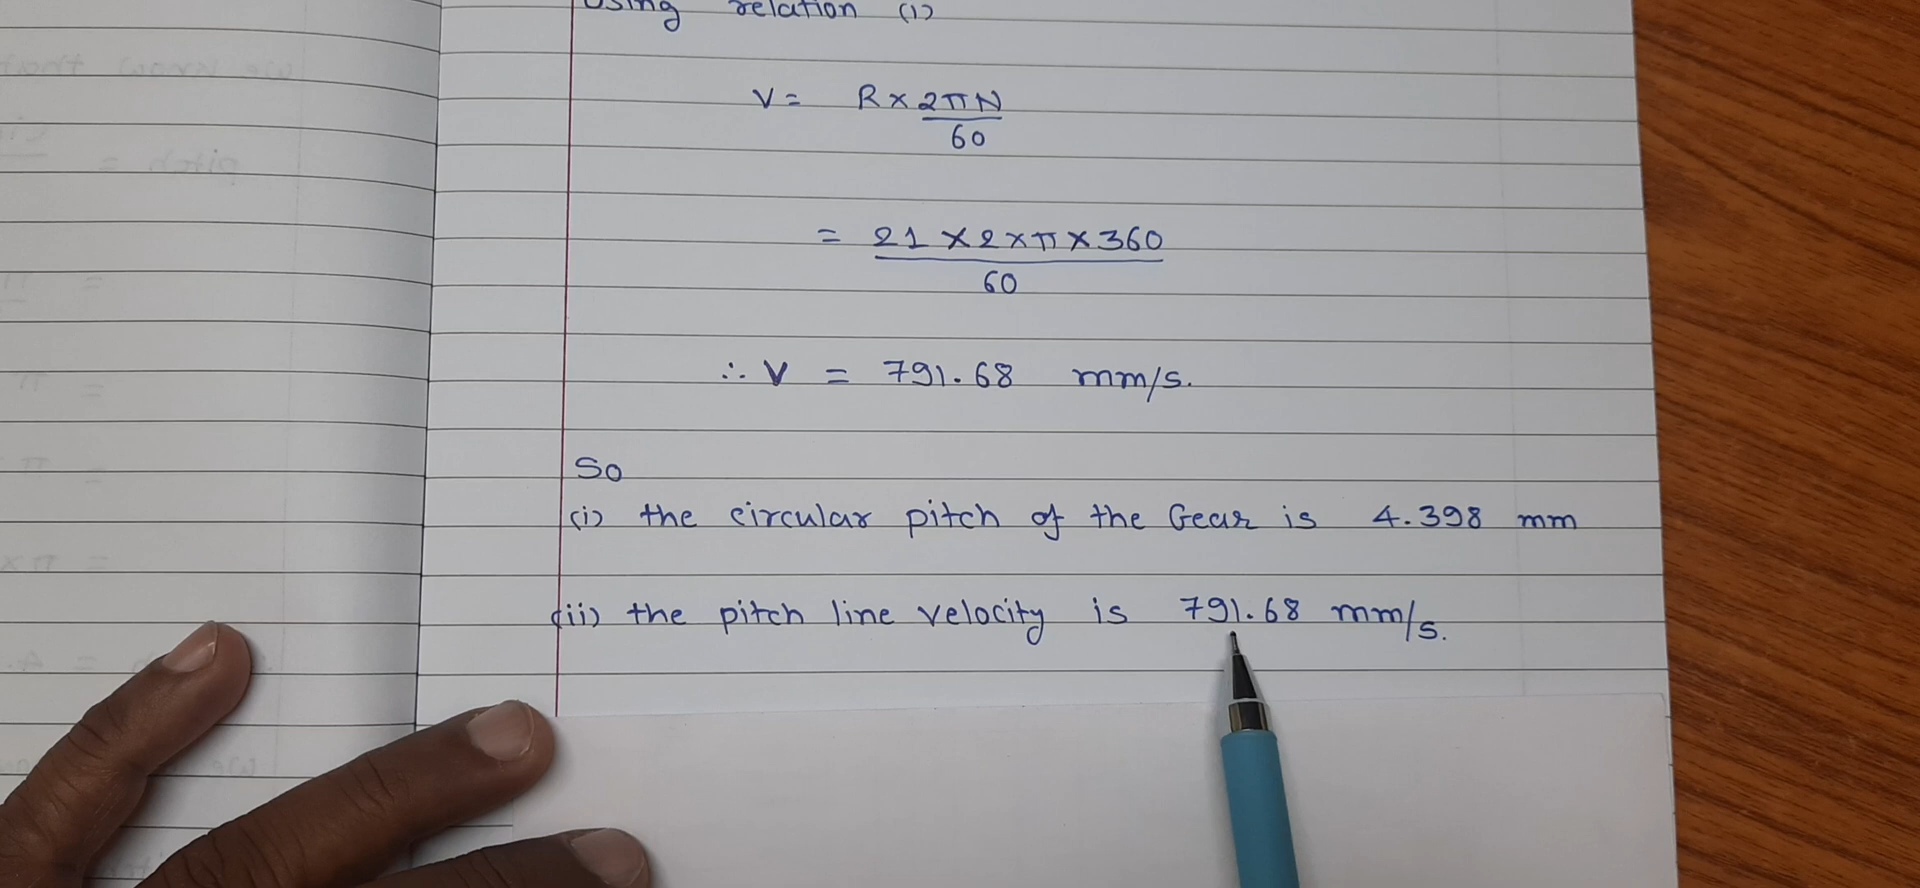 Using relation (1)
V = R × 2πN
60
= 21 × 2 × π × 360
60
∴ V = 791.68 mm/s.
So
(i) the circular pitch of the Gear is 4.398 mm
(ii) the pitch line velocity is 791.68 mm/s.